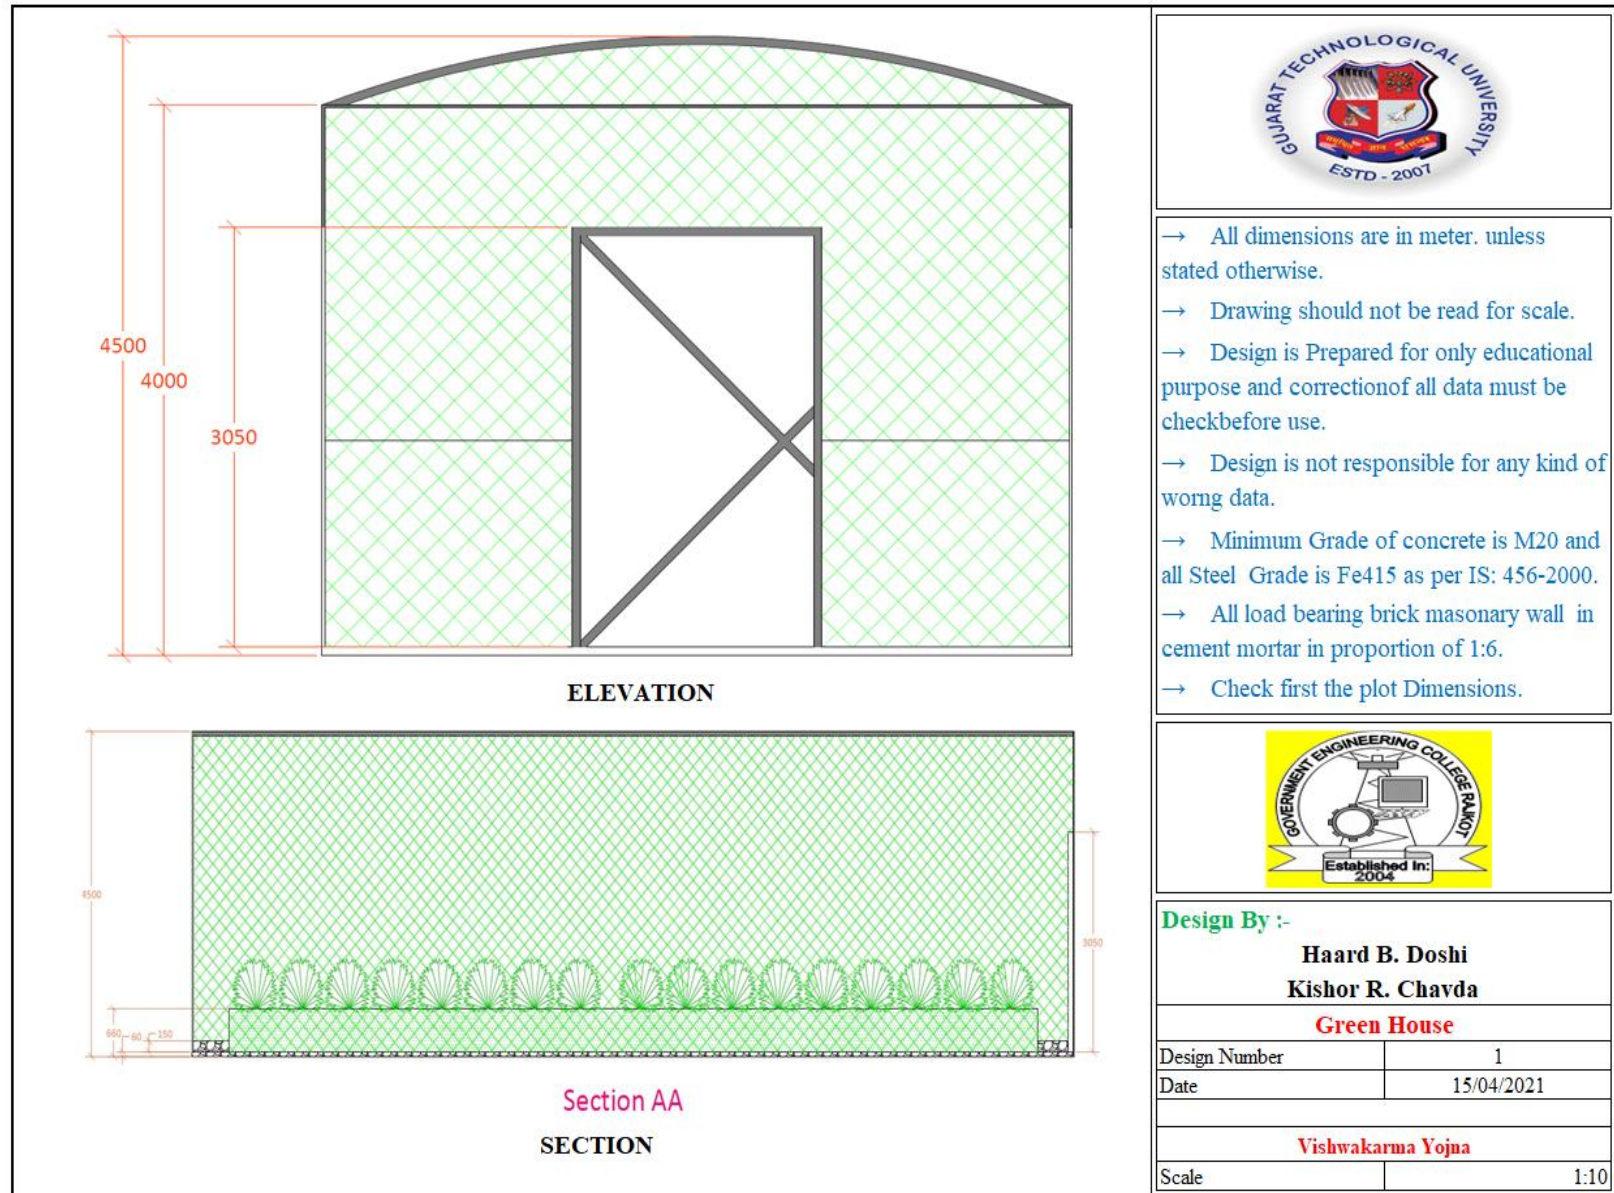 4500
4000
3050
ELEVATION
4500
3050
660
60
150
Section AA
SECTION
GUJARAT TECHNOLOGICAL UNIVERSITY
ESTD - 2007
→ All dimensions are in meter. unless
stated otherwise.
→ Drawing should not be read for scale.
→ Design is Prepared for only educational
purpose and correctionof all data must be
checkbefore use.
→ Design is not responsible for any kind of
worng data.
→ Minimum Grade of concrete is M20 and
all Steel Grade is Fe415 as per IS: 456-2000.
→ All load bearing brick masonary wall in
cement mortar in proportion of 1:6.
→ Check first the plot Dimensions.
GOVERNMENT ENGINEERING COLLEGE RAJKOT
Established In:
2004
Design By :-
Haard B. Doshi
Kishor R. Chavda
Green House
Design Number 1
Date 15/04/2021
Vishwakarma Yojna
Scale 1:10